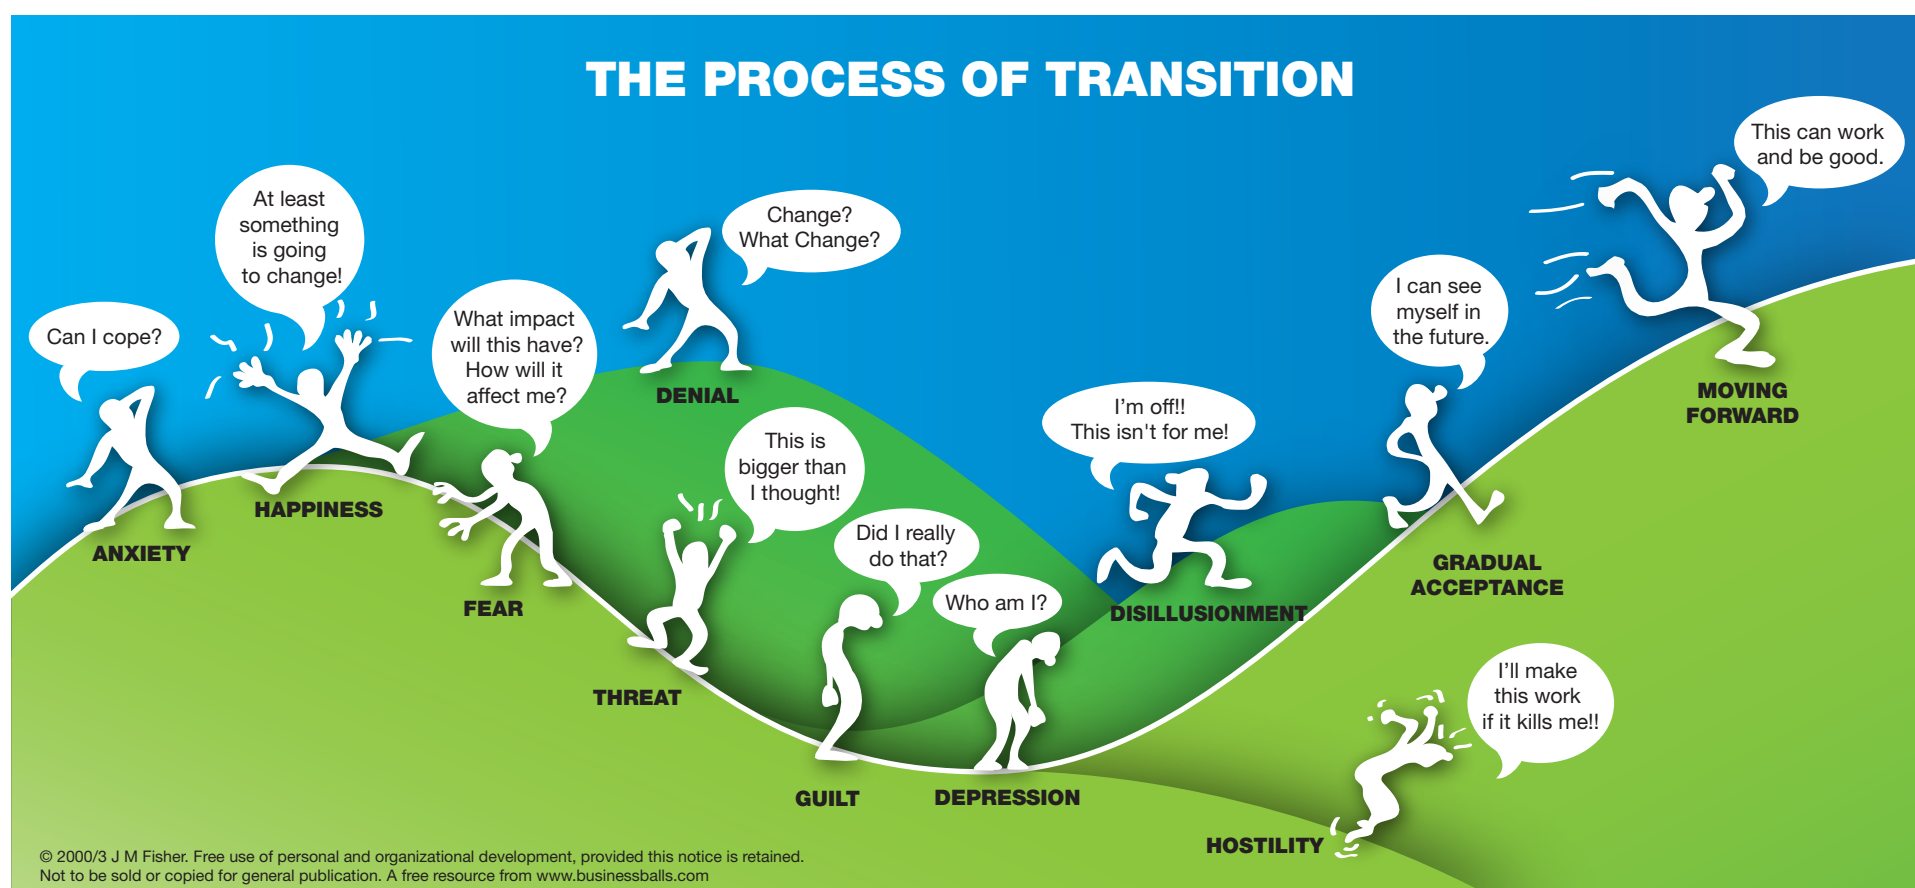 THE PROCESS OF TRANSITION
Can I cope?
ANXIETY
At least
something
is going
to change!
HAPPINESS
What impact
will this have?
How will it
affect me?
FEAR
Change?
What Change?
DENIAL
This is
bigger than
I thought!
THREAT
Did I really
do that?
GUILT
Who am I?
DEPRESSION
I’m off!!
This isn't for me!
DISILLUSIONMENT
I’ll make
this work
if it kills me!!
HOSTILITY
I can see
myself in
the future.
GRADUAL
ACCEPTANCE
This can work
and be good.
MOVING
FORWARD
© 2000/3 J M Fisher. Free use of personal and organizational development, provided this notice is retained.
Not to be sold or copied for general publication. A free resource from www.businessballs.com